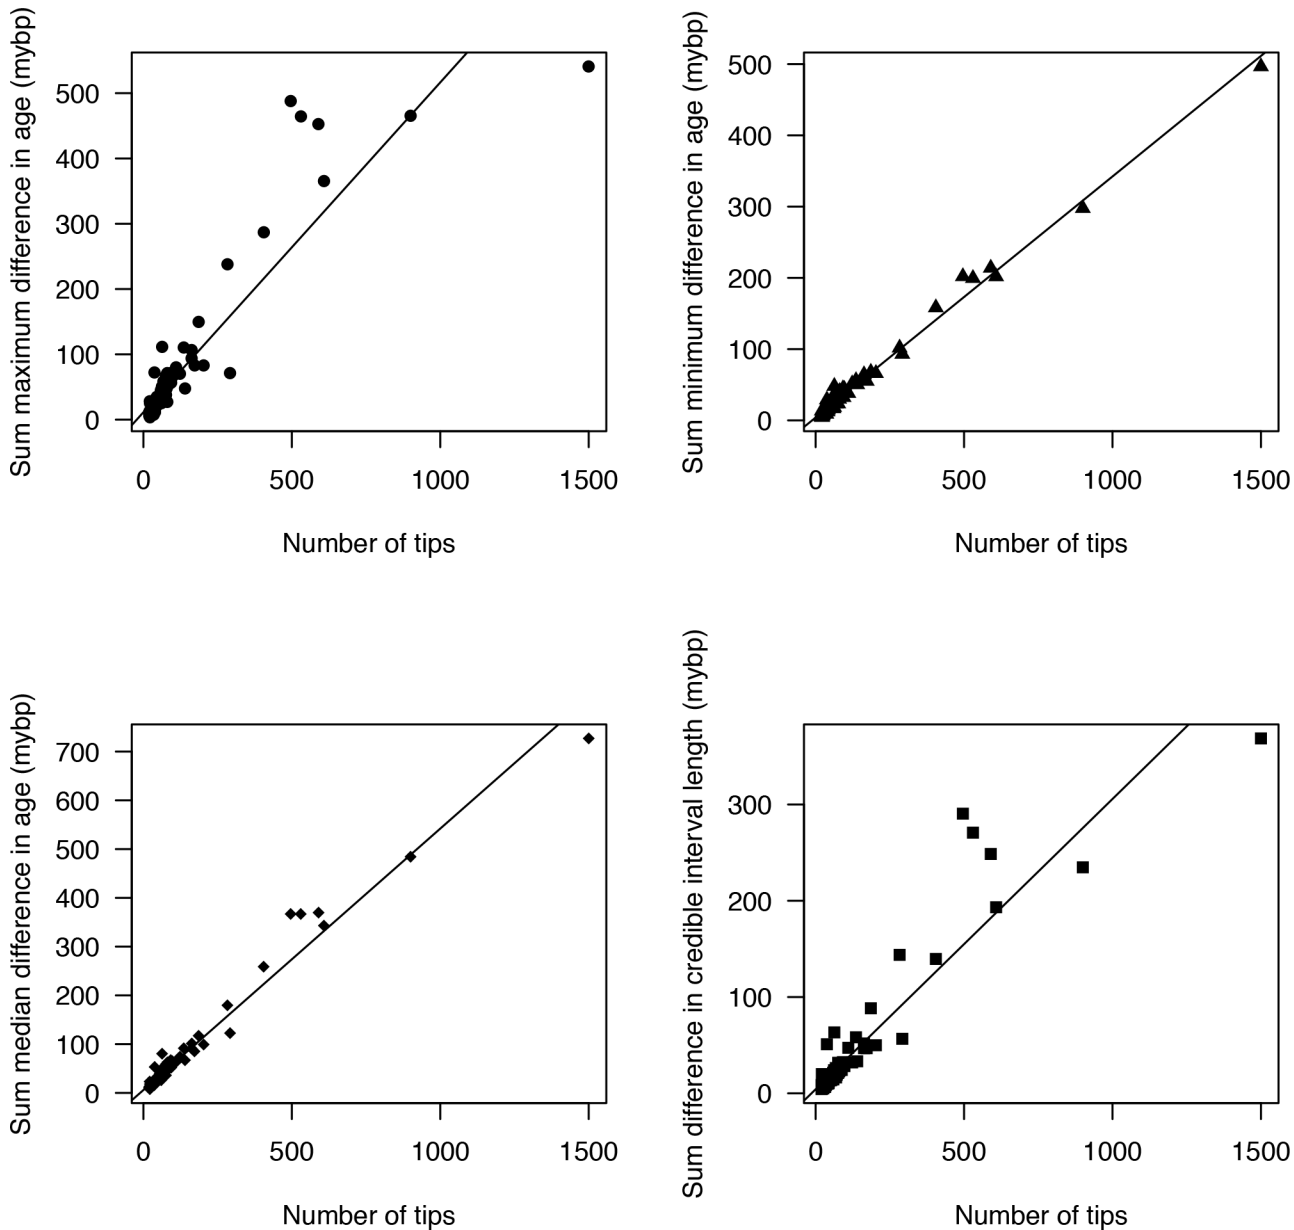 Sum maximum difference in age (mybp)
500
400
300
200
100
0
0 500 1000 1500
Number of tips
Sum minimum difference in age (mybp)
500
400
300
200
100
0
0 500 1000 1500
Number of tips
Sum median difference in age (mybp)
700
600
500
400
300
200
100
0
0 500 1000 1500
Number of tips
Sum difference in credible interval length (mybp)
300
200
100
0
0 500 1000 1500
Number of tips